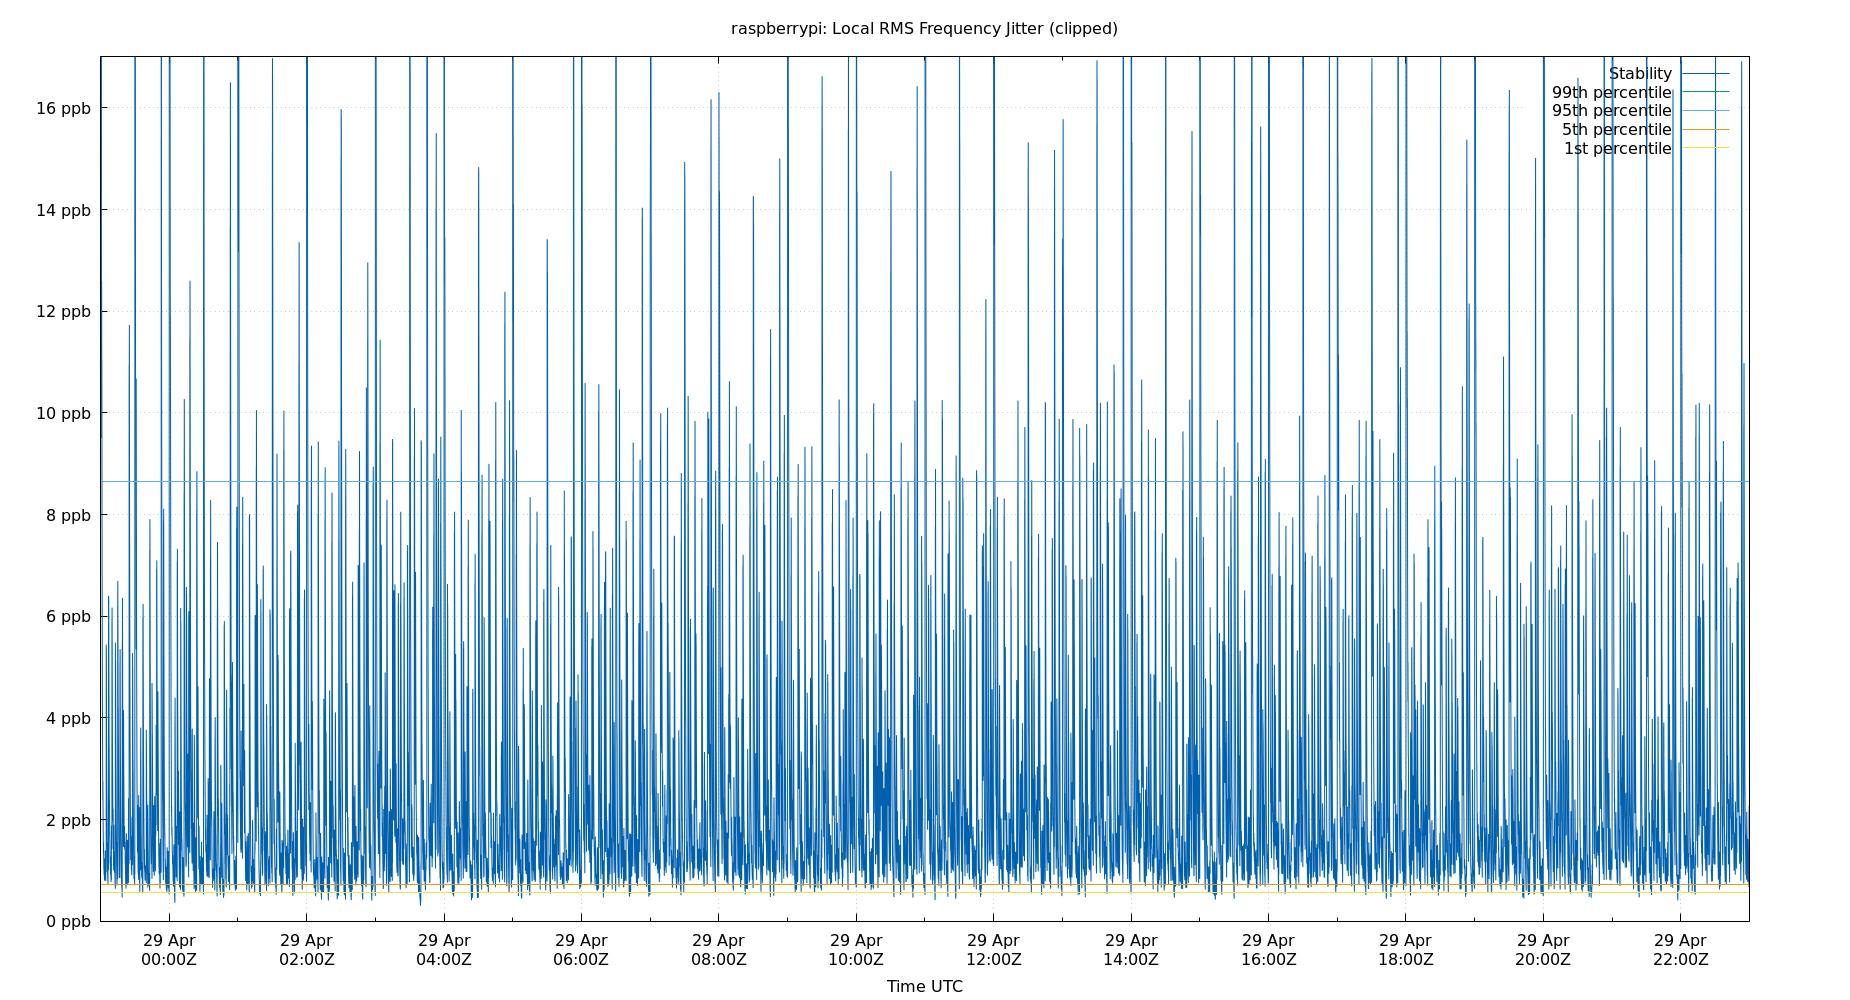 raspberrypi: Local RMS Frequency Jitter (clipped)
Stability
99th percentile
95th percentile
5th percentile
1st percentile
16 ppb
14 ppb
12 ppb
10 ppb
8 ppb
6 ppb
4 ppb
2 ppb
0 ppb
29 Apr 29 Apr 29 Apr 29 Apr 29 Apr 29 Apr 29 Apr 29 Apr 29 Apr 29 Apr 29 Apr 29 Apr
00:00Z 02:00Z 04:00Z 06:00Z 08:00Z 10:00Z 12:00Z 14:00Z 16:00Z 18:00Z 20:00Z 22:00Z
Time UTC